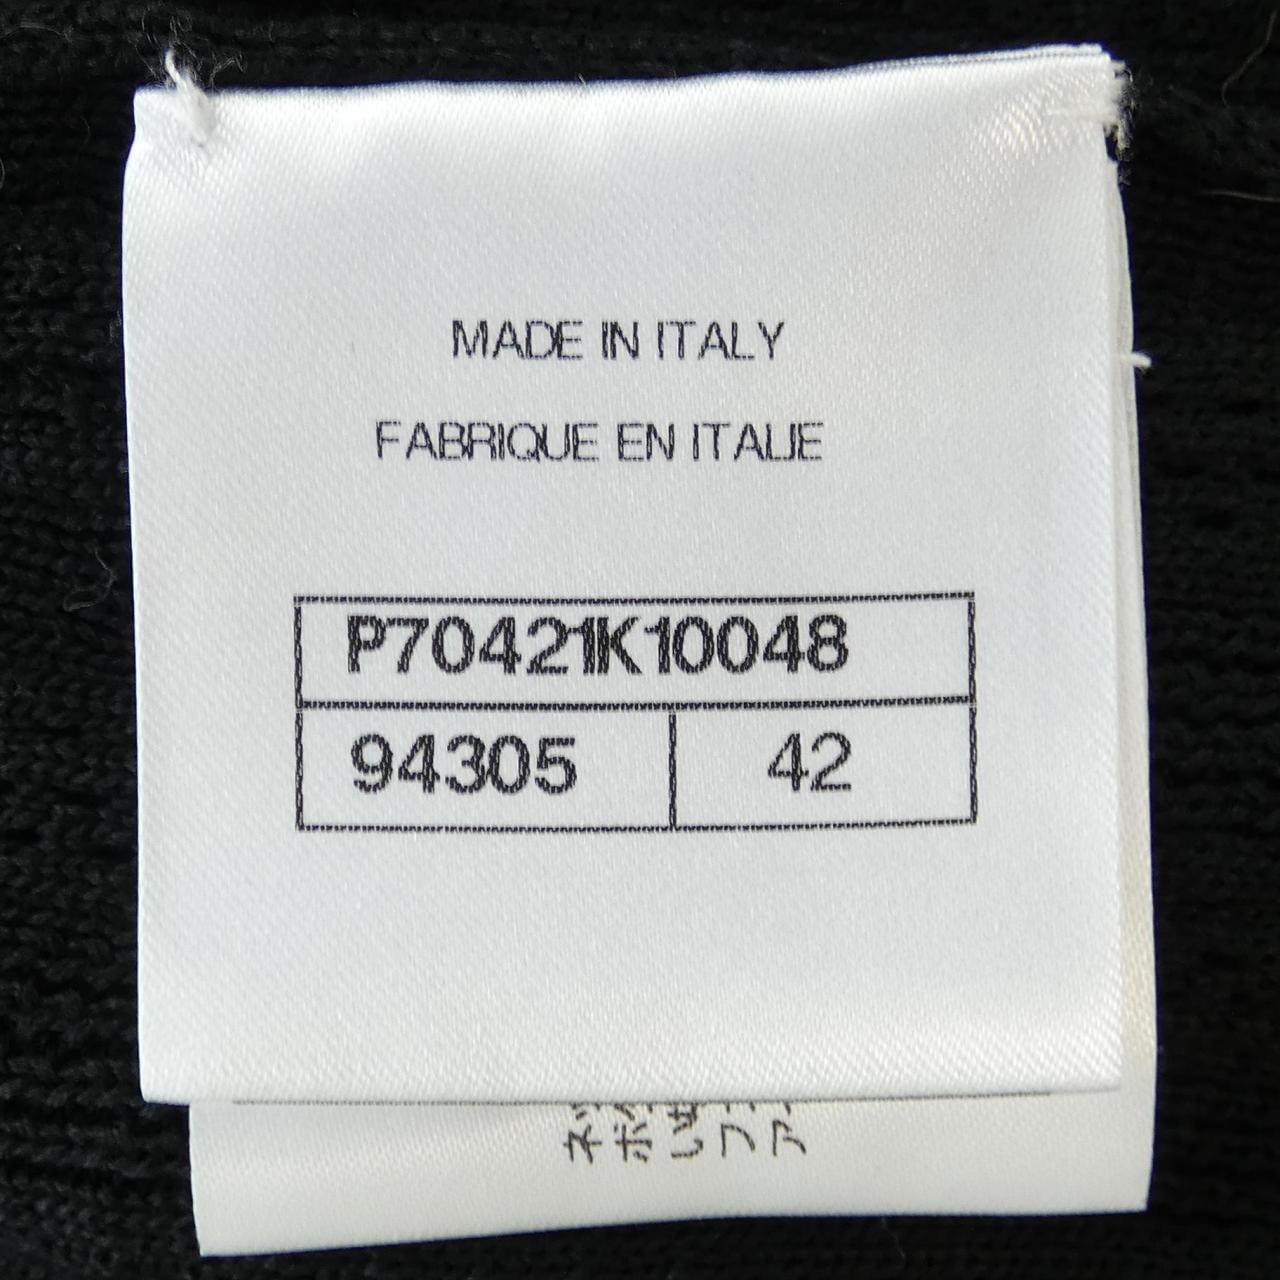 MADE IN ITALY
FABRIQUE EN ITALIE
P70421K10048
94305
42